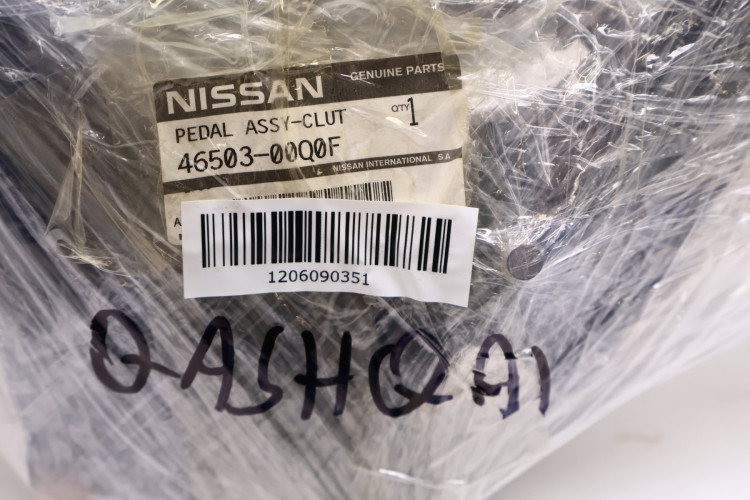 NISSAN GENUINE PARTS
PEDAL ASSY-CLUT QTY 1
46503-00Q0F
NISSAN INTERNATIONAL SA
A
1206090351
QASHQAI